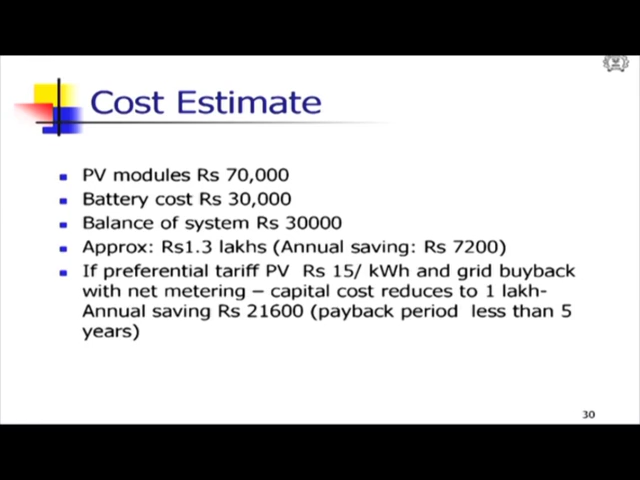 Cost Estimate
PV modules Rs 70,000
Battery cost Rs 30,000
Balance of system Rs 30000
Approx: Rs1.3 lakhs (Annual saving: Rs 7200)
If preferential tariff PV Rs 15/ kWh and grid buyback
with net metering – capital cost reduces to 1 lakh-
Annual saving Rs 21600 (payback period less than 5
years)
30